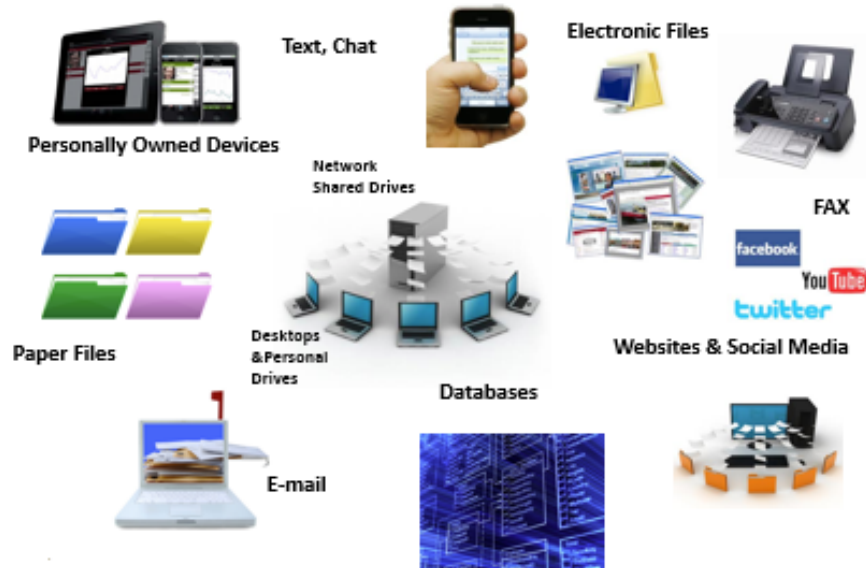 Text, Chat
Electronic Files
Personally Owned Devices
Network
Shared Drives
FAX
facebook
YouTube
twitter
Paper Files
Desktops
&Personal
Drives
Websites & Social Media
Databases
E-mail